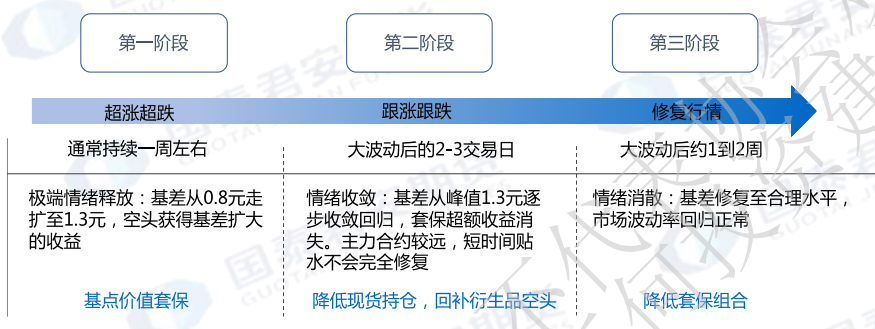 第一阶段
第二阶段
第三阶段
超涨超跌
跟涨跟跌
修复行情
通常持续一周左右
大波动后的2-3交易日
大波动后约1到2周
极端情绪释放：基差从0.8元走
扩至1.3元，空头获得基差扩大
的收益
情绪收敛：基差从峰值1.3元逐
步收敛回归，套保超额收益消
失。主力合约较远，短时间贴
水不会完全修复
情绪消散：基差修复至合理水平，
市场波动率回归正常
基点价值套保
降低现货持仓，回补衍生品空头
降低套保组合